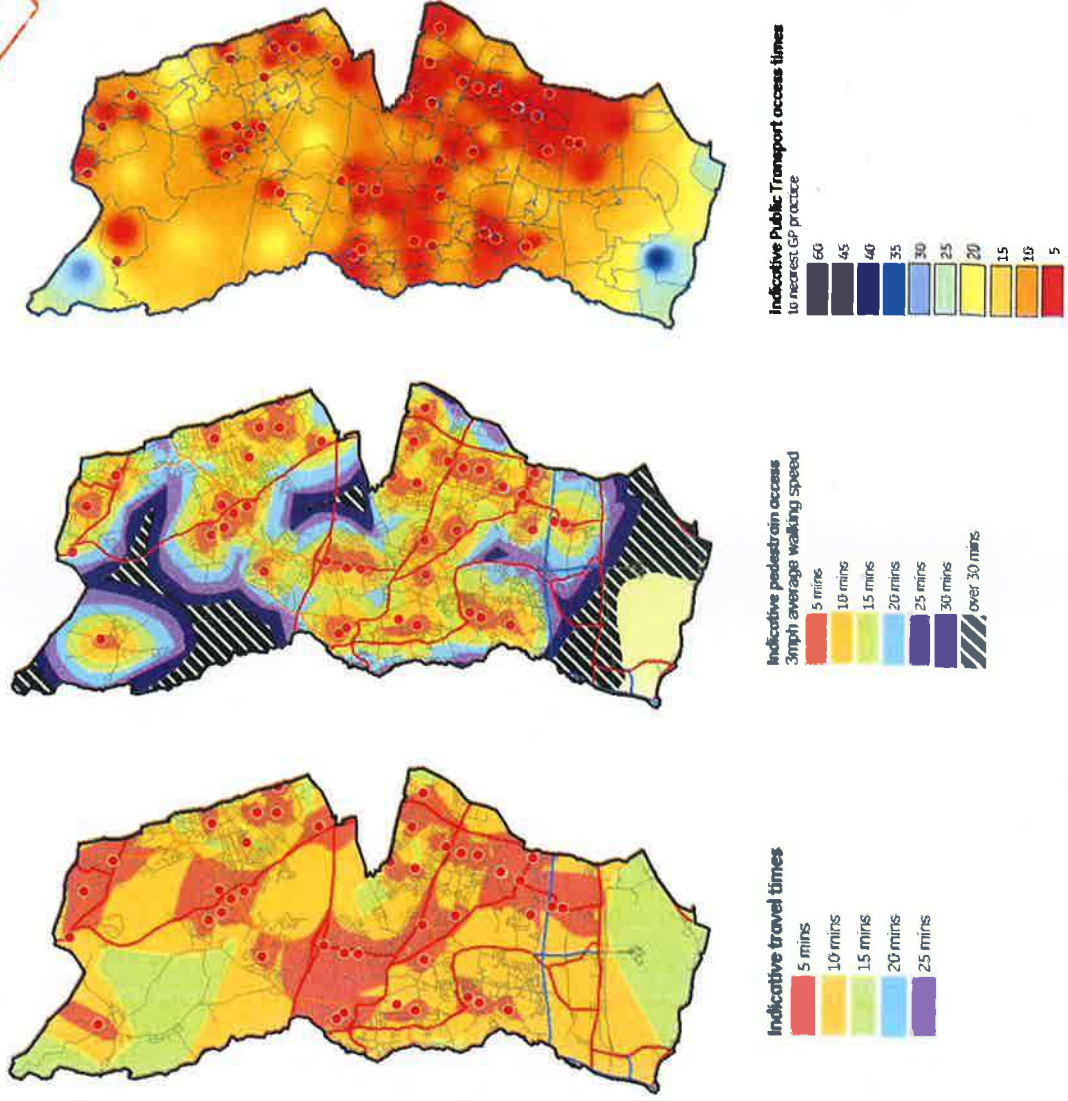 Indicative travel times
5 mins
10 mins
15 mins
20 mins
25 mins
Indicative pedestrain access
3mph average walking speed
5 mins
10 mins
15 mins
20 mins
25 mins
30 mins
over 30 mins
Indicative Public Transport access times
to nearest GP practice
60
45
40
35
30
25
20
15
10
5